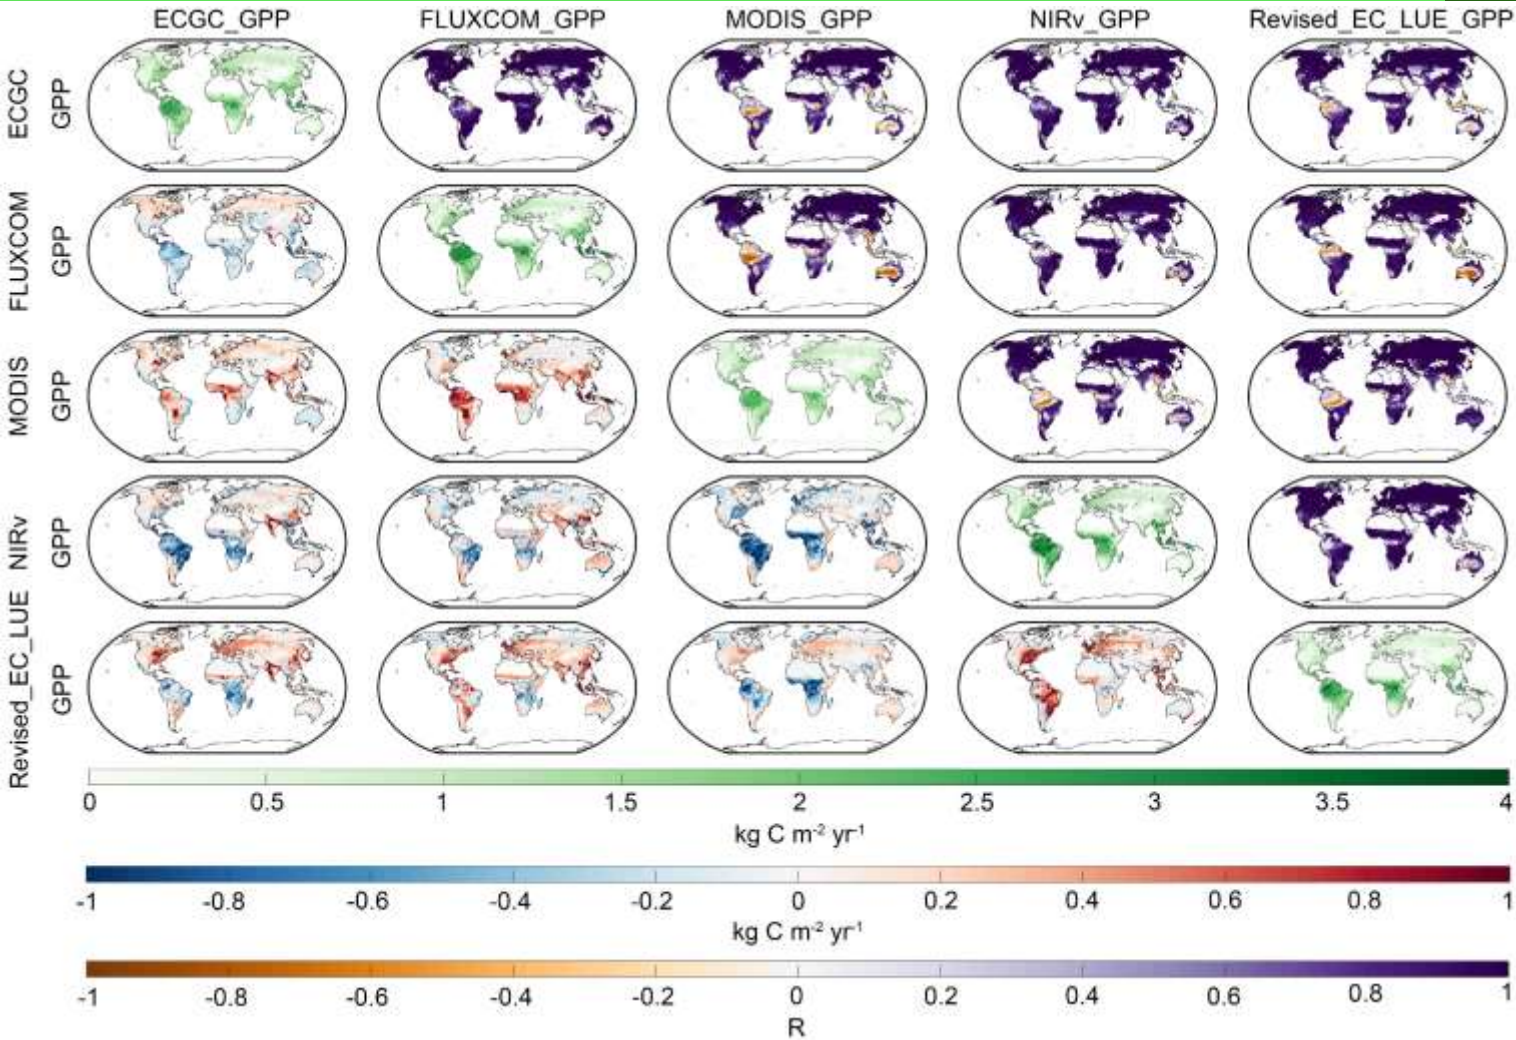 ECGC_GPP FLUXCOM_GPP MODIS_GPP NIRv_GPP Revised_EC_LUE_GPP
ECGC
GPP
FLUXCOM
GPP
MODIS
GPP
NIRv
GPP
Revised_EC_LUE
GPP
0 0.5 1 1.5 2 2.5 3 3.5 4
kg C m⁻² yr⁻¹
-1 -0.8 -0.6 -0.4 -0.2 0 0.2 0.4 0.6 0.8 1
kg C m⁻² yr⁻¹
-1 -0.8 -0.6 -0.4 -0.2 0 0.2 0.4 0.6 0.8 1
R